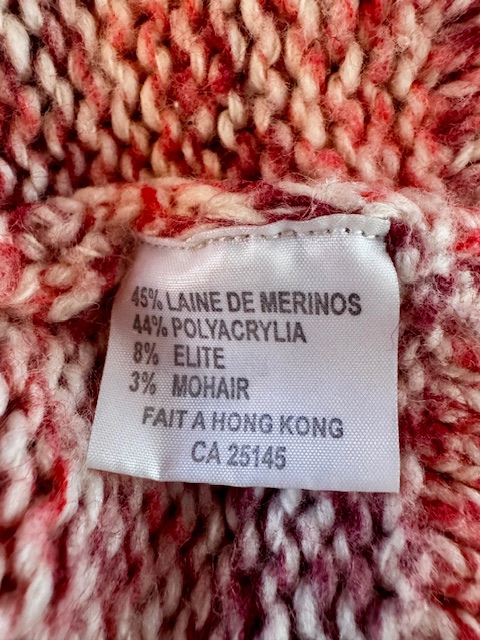 45% LAINE DE MERINOS
44% POLYACRYLIA
8% ELITE
3% MOHAIR
FAIT A HONG KONG
CA 25145